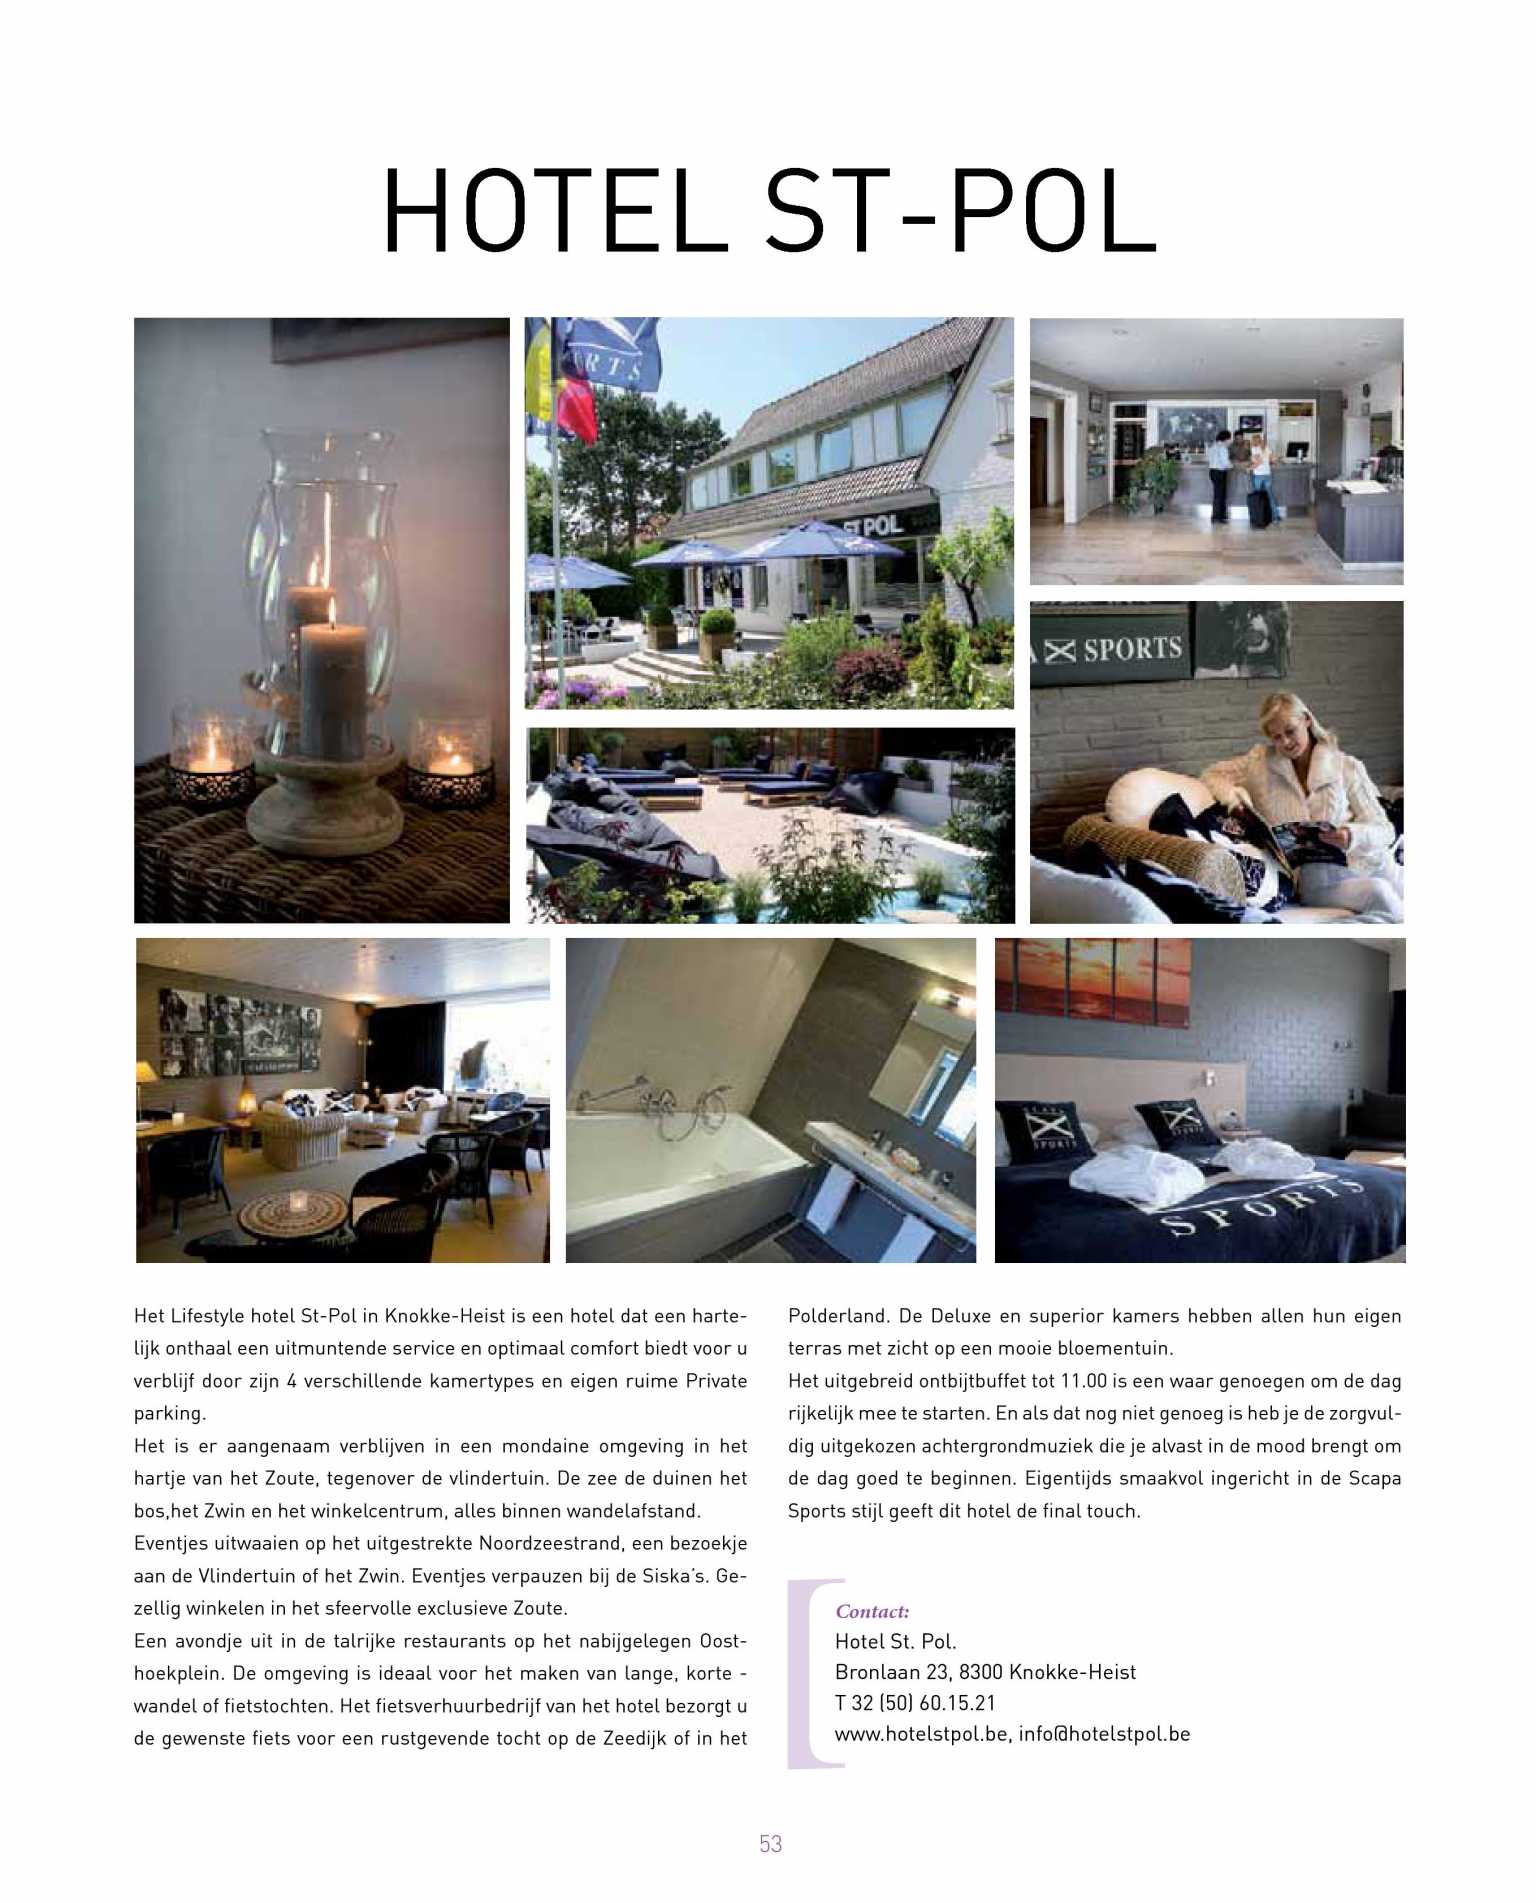 HOTEL ST-POL
RTS
ST POL
SPORTS
SPORTS
SPORTS
SPORTS
Het Lifestyle hotel St-Pol in Knokke-Heist is een hotel dat een harte-
lijk onthaal een uitmuntende service en optimaal comfort biedt voor u
verblijf door zijn 4 verschillende kamertypes en eigen ruime Private
parking.
Het is er aangenaam verblijven in een mondaine omgeving in het
hartje van het Zoute, tegenover de vlindertuin. De zee de duinen het
bos,het Zwin en het winkelcentrum, alles binnen wandelafstand.
Eventjes uitwaaien op het uitgestrekte Noordzeestrand, een bezoekje
aan de Vlindertuin of het Zwin. Eventjes verpauzen bij de Siska's. Ge-
zellig winkelen in het sfeervolle exclusieve Zoute.
Een avondje uit in de talrijke restaurants op het nabijgelegen Oost-
hoekplein. De omgeving is ideaal voor het maken van lange, korte -
wandel of fietstochten. Het fietsverhuurbedrijf van het hotel bezorgt u
de gewenste fiets voor een rustgevende tocht op de Zeedijk of in het
Polderland. De Deluxe en superior kamers hebben allen hun eigen
terras met zicht op een mooie bloementuin.
Het uitgebreid ontbijtbuffet tot 11.00 is een waar genoegen om de dag
rijkelijk mee te starten. En als dat nog niet genoeg is heb je de zorgvul-
dig uitgekozen achtergrondmuziek die je alvast in de mood brengt om
de dag goed te beginnen. Eigentijds smaakvol ingericht in de Scapa
Sports stijl geeft dit hotel de final touch.
Contact:
Hotel St. Pol.
Bronlaan 23, 8300 Knokke-Heist
T 32 (50) 60.15.21
www.hotelstpol.be, info@hotelstpol.be
53